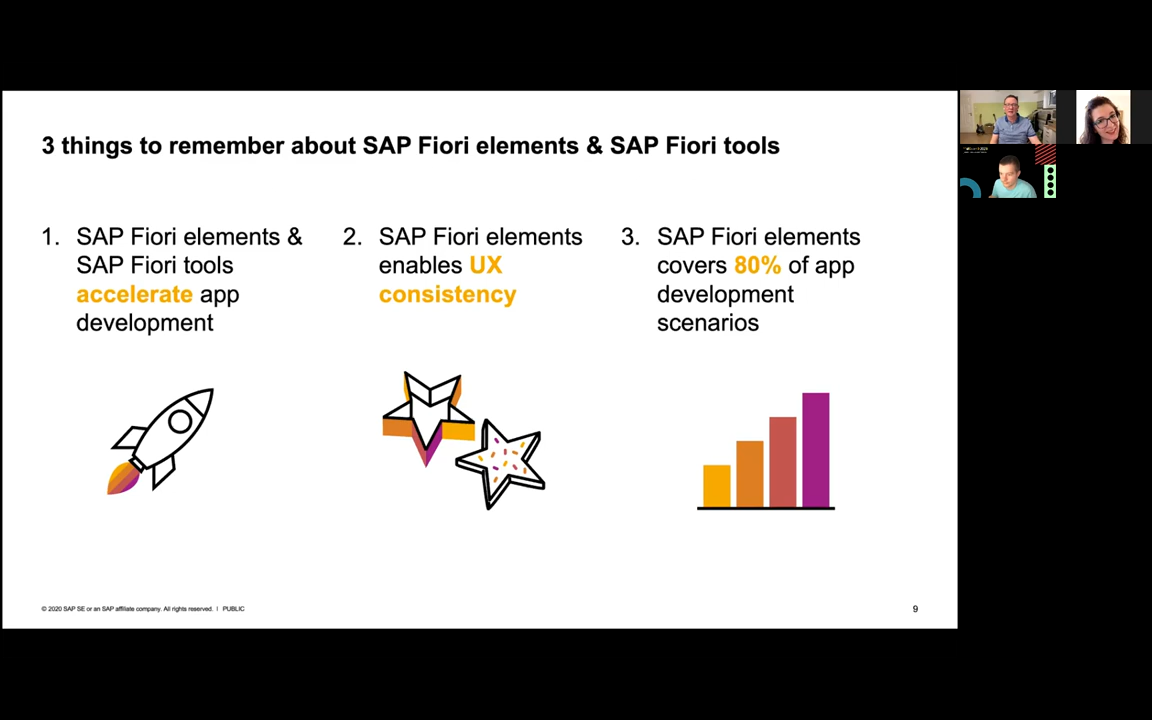 3 things to remember about SAP Fiori elements & SAP Fiori tools
1. SAP Fiori elements &
SAP Fiori tools
accelerate app
development
2. SAP Fiori elements
enables UX
consistency
3. SAP Fiori elements
covers 80% of app
development
scenarios
© 2020 SAP SE or an SAP affiliate company. All rights reserved. I PUBLIC
9